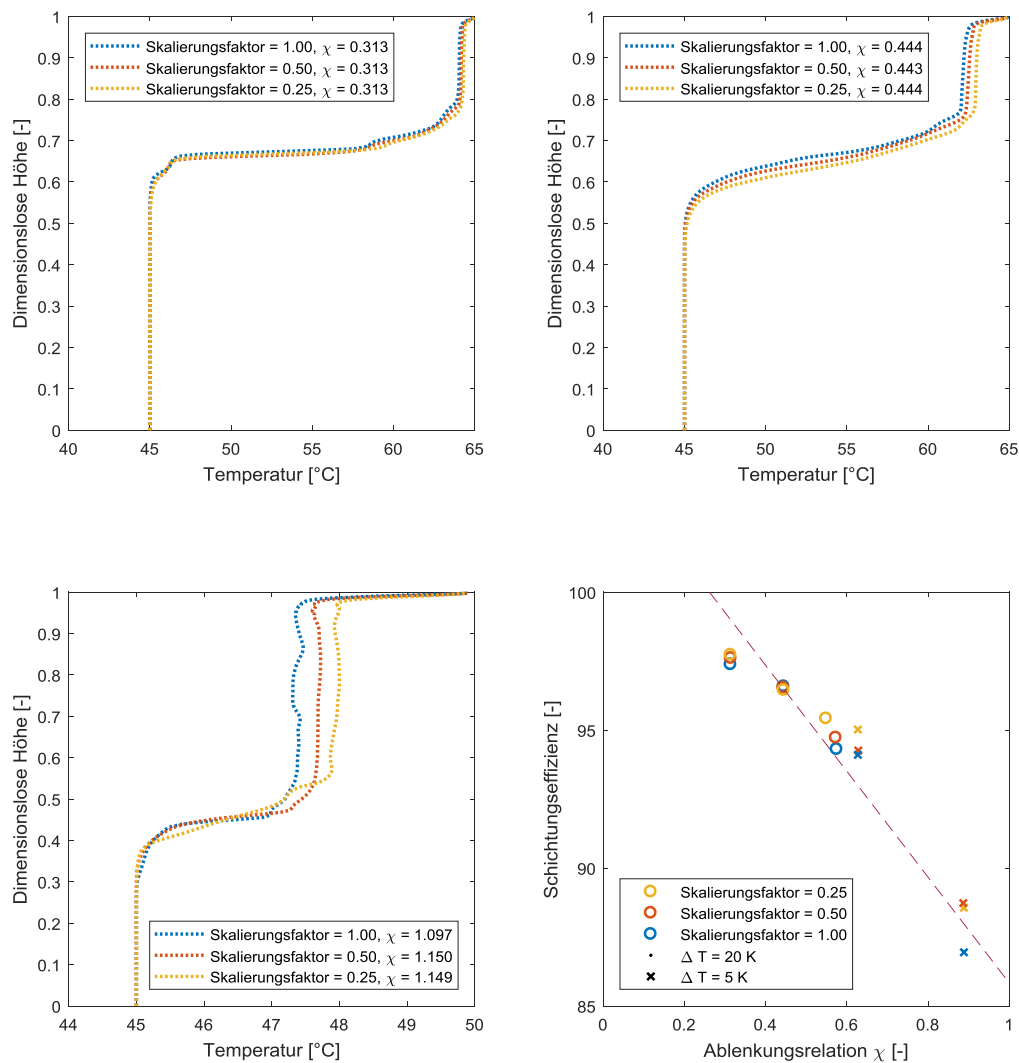 1
0.9
0.8
0.7
0.6
0.5
0.4
0.3
0.2
0.1
0
Dimensionslose Höhe [-]
Skalierungsfaktor = 1.00, χ = 0.313
Skalierungsfaktor = 0.50, χ = 0.313
Skalierungsfaktor = 0.25, χ = 0.313
40 45 50 55 60 65
Temperatur [°C]
1
0.9
0.8
0.7
0.6
0.5
0.4
0.3
0.2
0.1
0
Dimensionslose Höhe [-]
Skalierungsfaktor = 1.00, χ = 0.444
Skalierungsfaktor = 0.50, χ = 0.443
Skalierungsfaktor = 0.25, χ = 0.444
40 45 50 55 60 65
Temperatur [°C]
1
0.9
0.8
0.7
0.6
0.5
0.4
0.3
0.2
0.1
0
Dimensionslose Höhe [-]
Skalierungsfaktor = 1.00, χ = 1.097
Skalierungsfaktor = 0.50, χ = 1.150
Skalierungsfaktor = 0.25, χ = 1.149
44 45 46 47 48 49 50
Temperatur [°C]
100
95
90
85
Schichtungseffizienz [-]
Skalierungsfaktor = 0.25
Skalierungsfaktor = 0.50
Skalierungsfaktor = 1.00
Δ T = 20 K
Δ T = 5 K
0 0.2 0.4 0.6 0.8 1
Ablenkungsrelation χ [-]